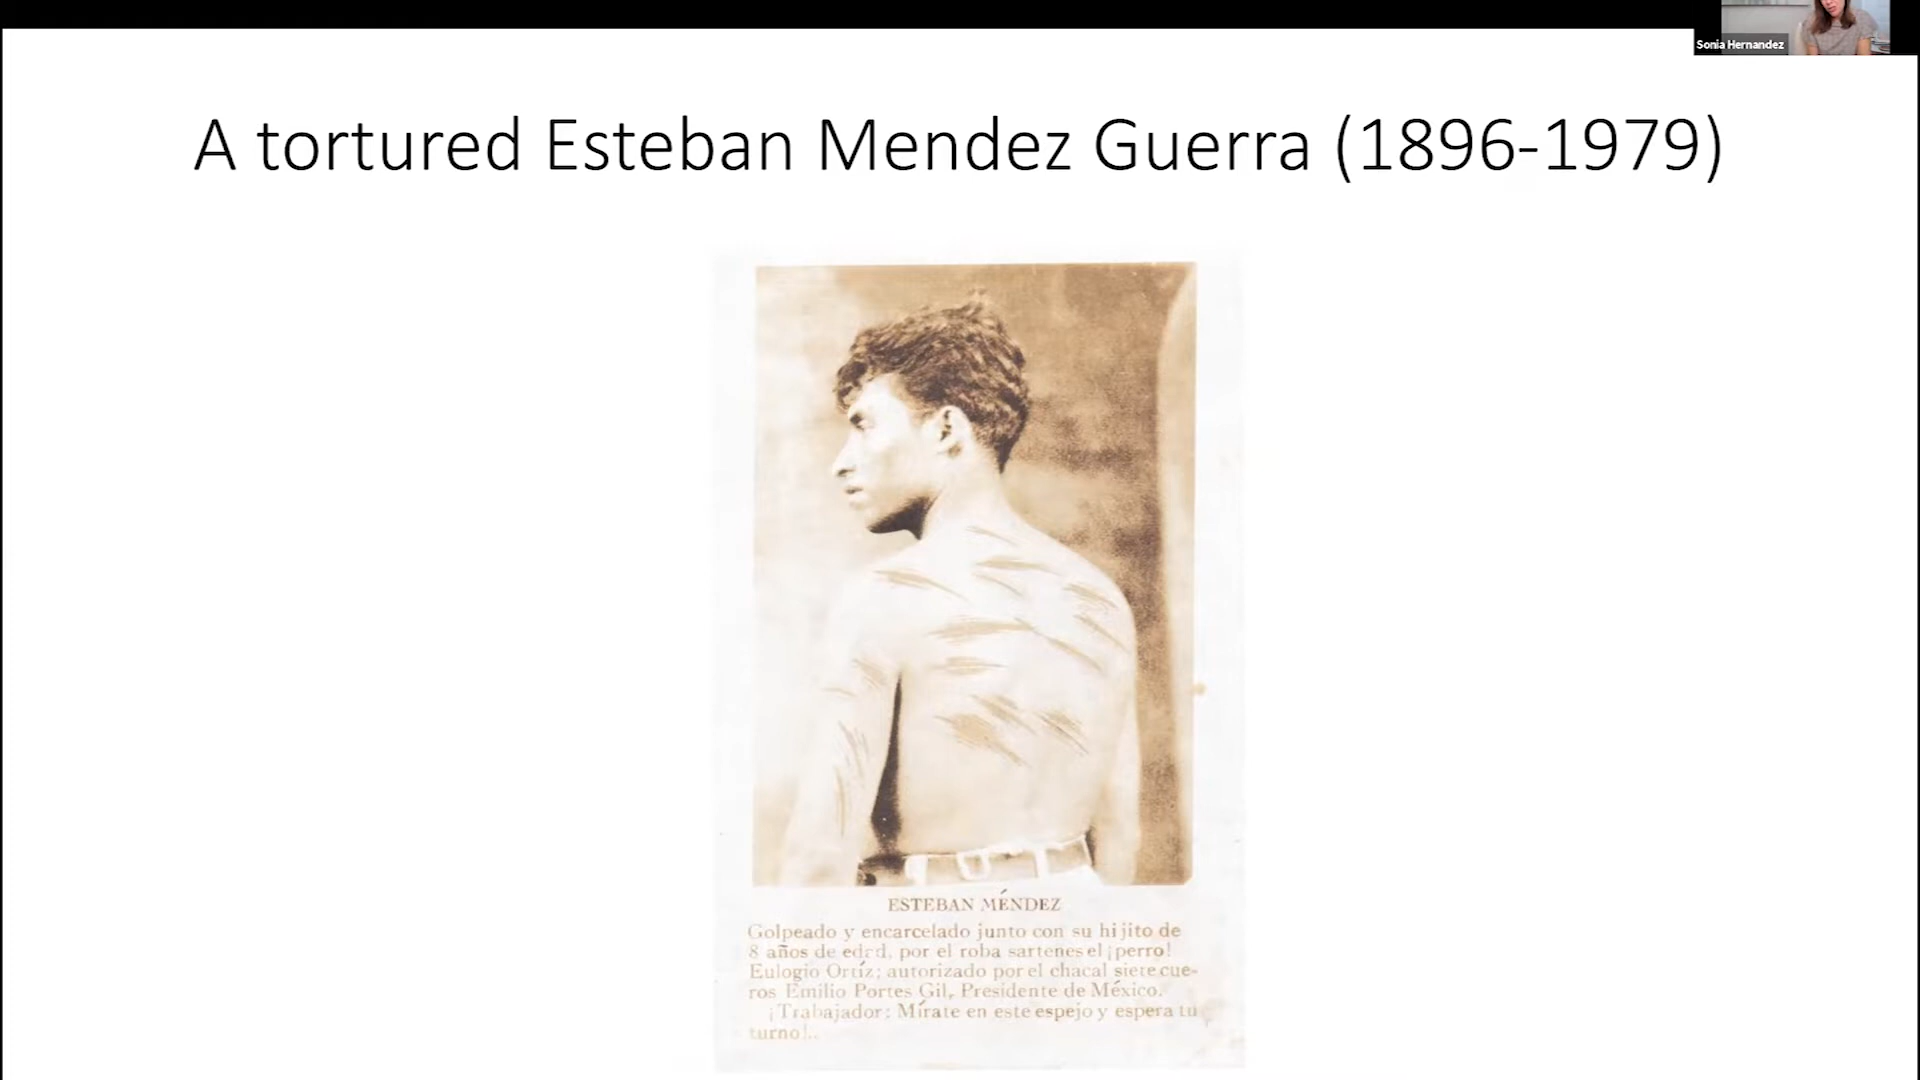 Sonia Hernandez
A tortured Esteban Mendez Guerra (1896-1979)
ESTEBAN MÉNDEZ
Golpeado y encarcelado junto con su hijito de
8 años de edad, por el roba sartenes el ¡perro!
Eulogio Ortíz; autorizado por el chacal siete cue-
ros Emilio Portes Gil, Presidente de México.
¡Trabajador: Mírate en este espejo y espera tu
turno!..